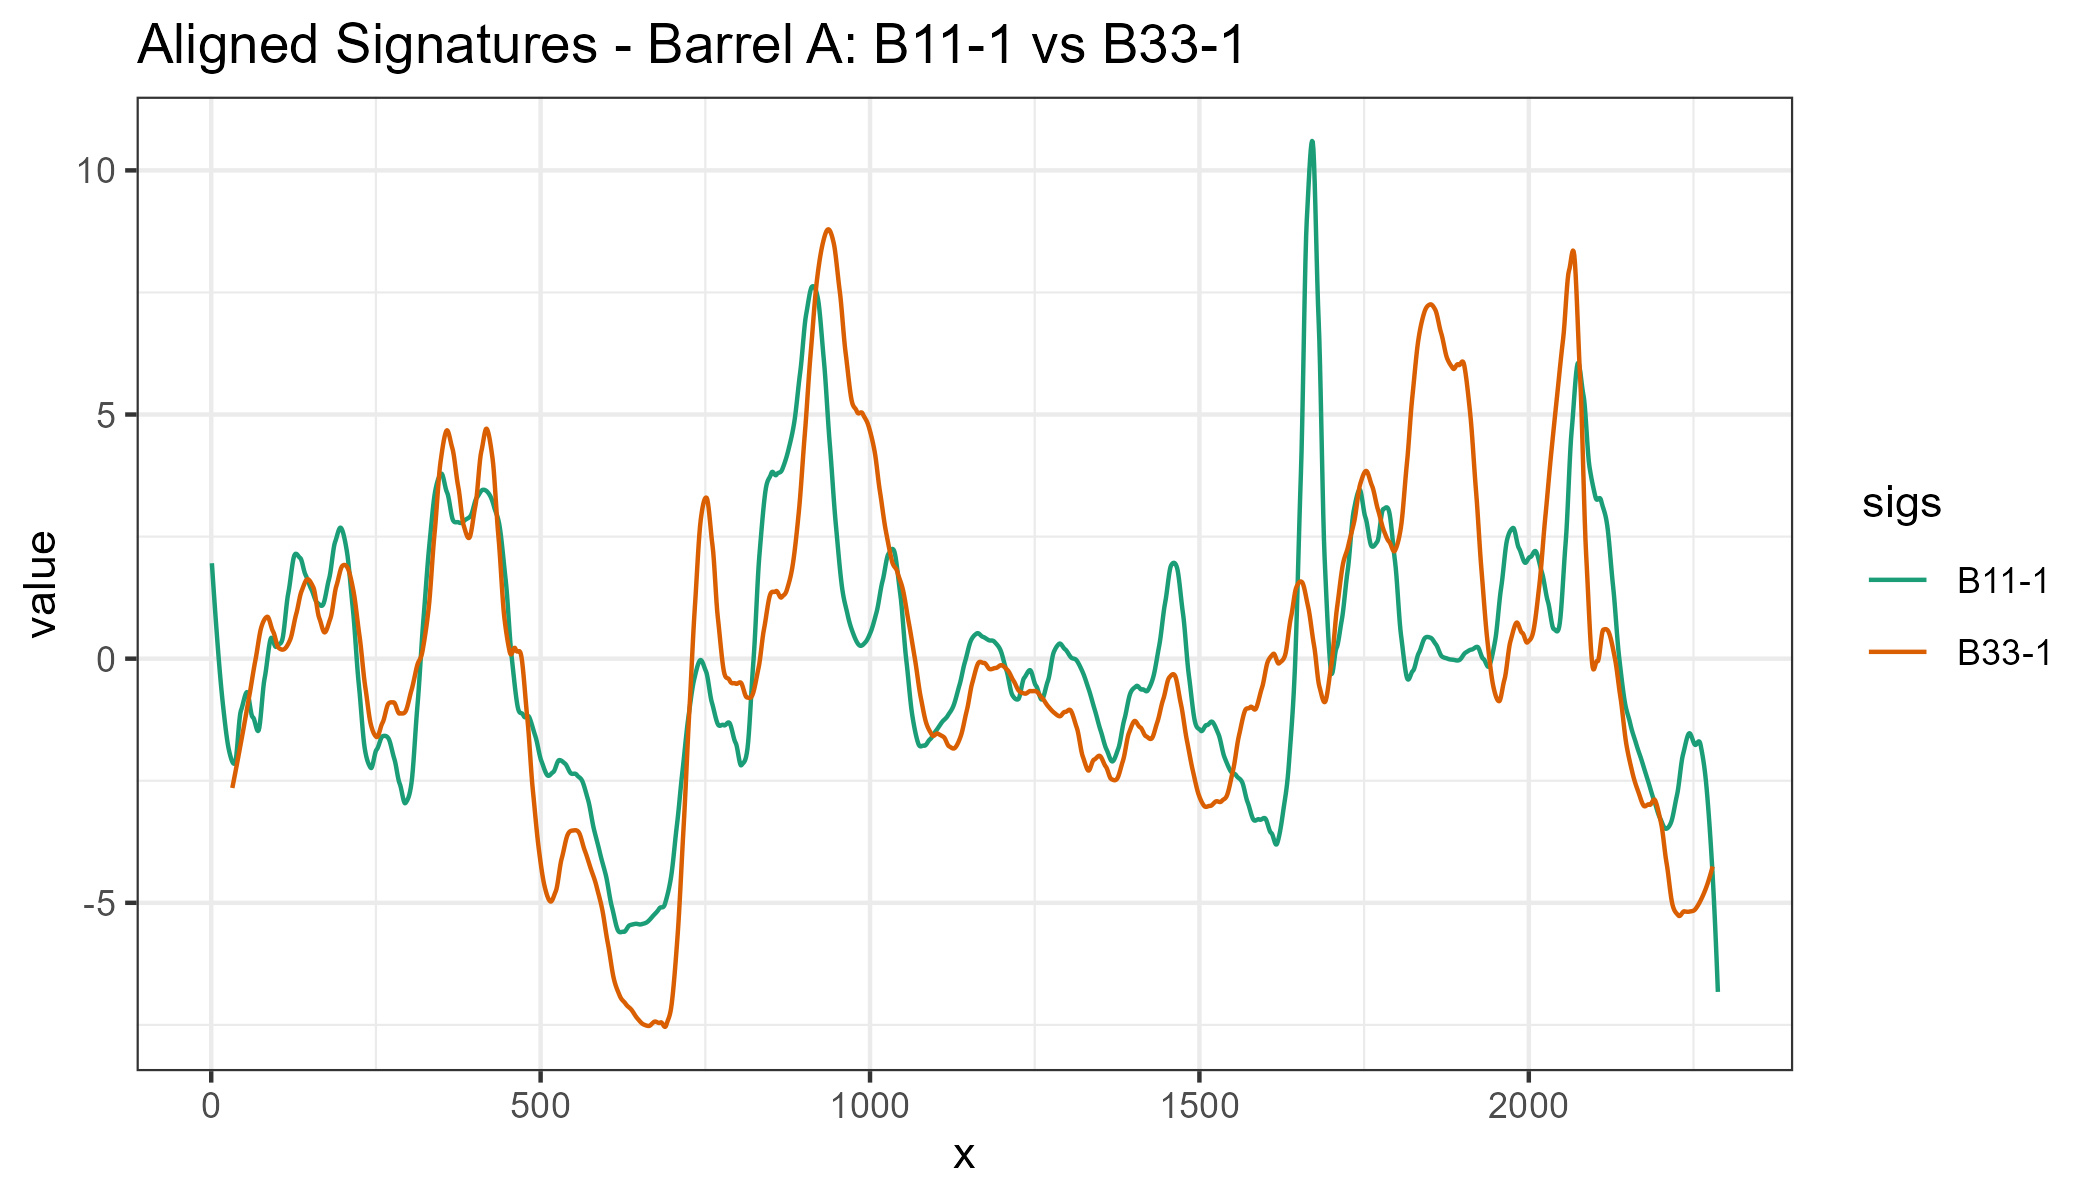 Aligned Signatures - Barrel A: B11-1 vs B33-1
10
5
0
-5
value
0 500 1000 1500 2000
x
sigs
B11-1
B33-1